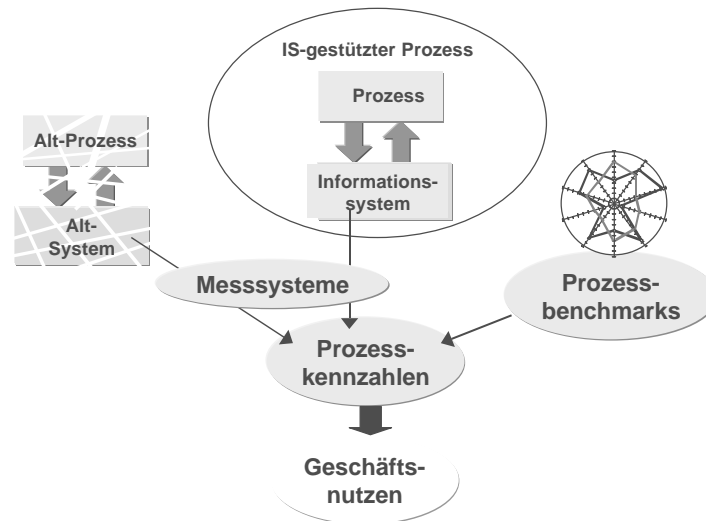 IS-gestützter Prozess
Prozess
Alt-Prozess
Informations-
system
Alt-
System
Messsysteme
Prozess-
benchmarks
Prozess-
kennzahlen
Geschäfts-
nutzen